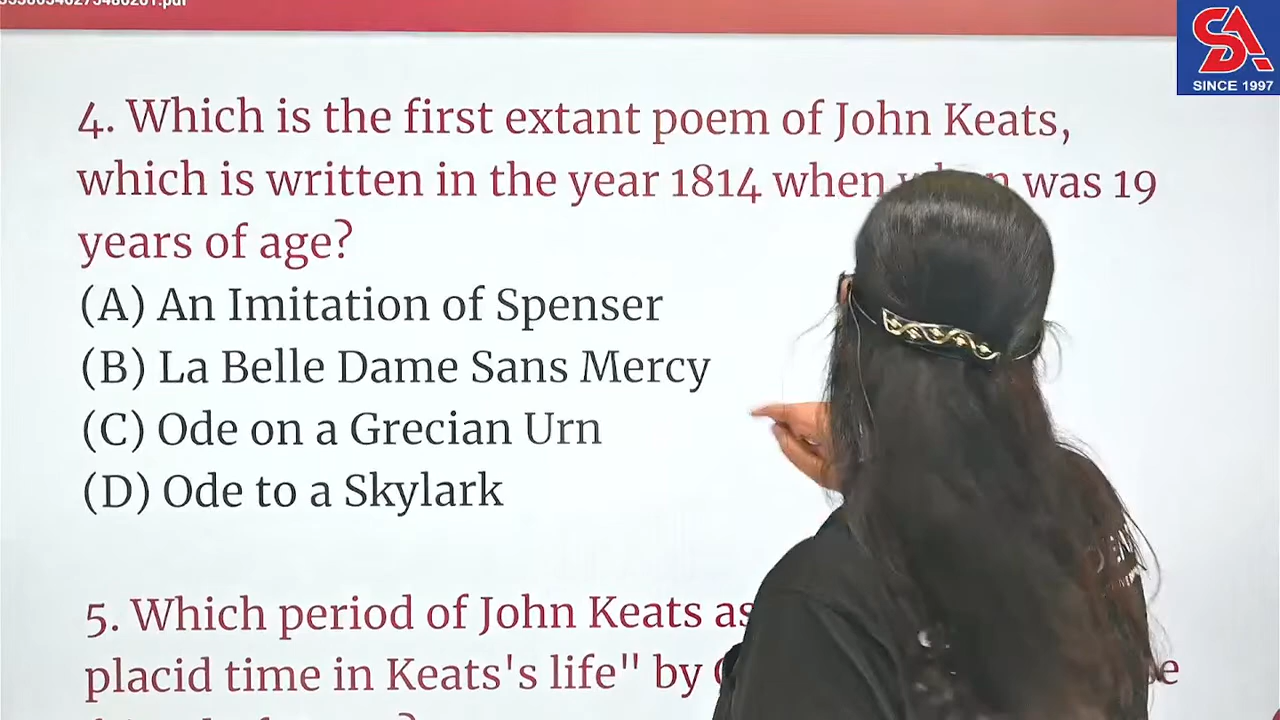 SINCE 1997
4. Which is the first extant poem of John Keats,
which is written in the year 1814 when when was 19
years of age?
(A) An Imitation of Spenser
(B) La Belle Dame Sans Mercy
(C) Ode on a Grecian Urn
(D) Ode to a Skylark
5. Which period of John Keats as
placid time in Keats's life" by